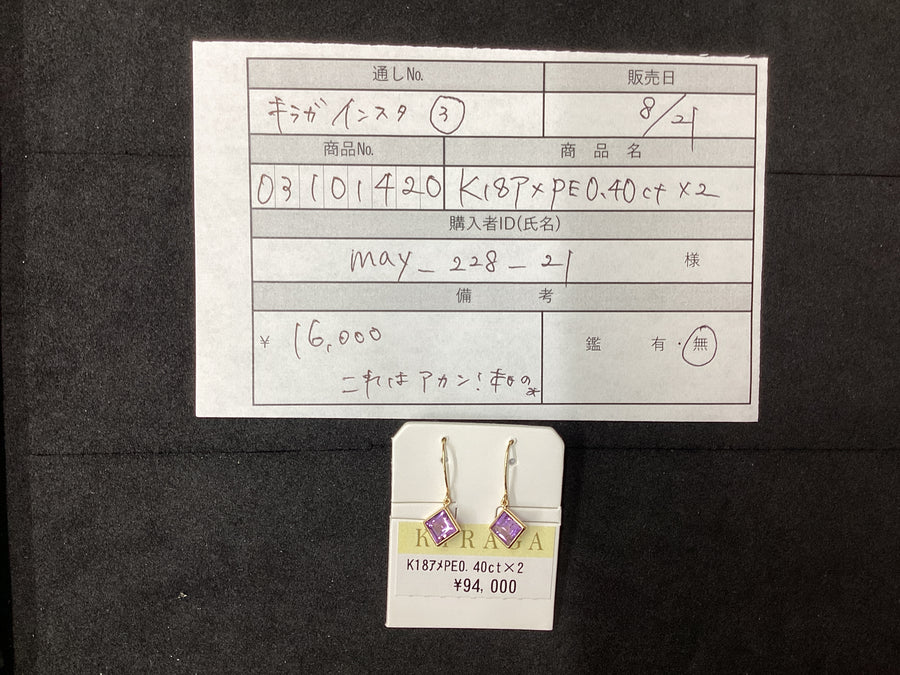 通しNo. 販売日
キラガインスタ ③ 8/21
商品No. 商品名
03101420 K18アメPE0.40ct×2
購入者ID(氏名)
may_228_21 様
備考
¥ 16,000 鑑 有・無
これはアカン!本日の
KIRAGA
K18アメPE0.40ct×2
¥94,000